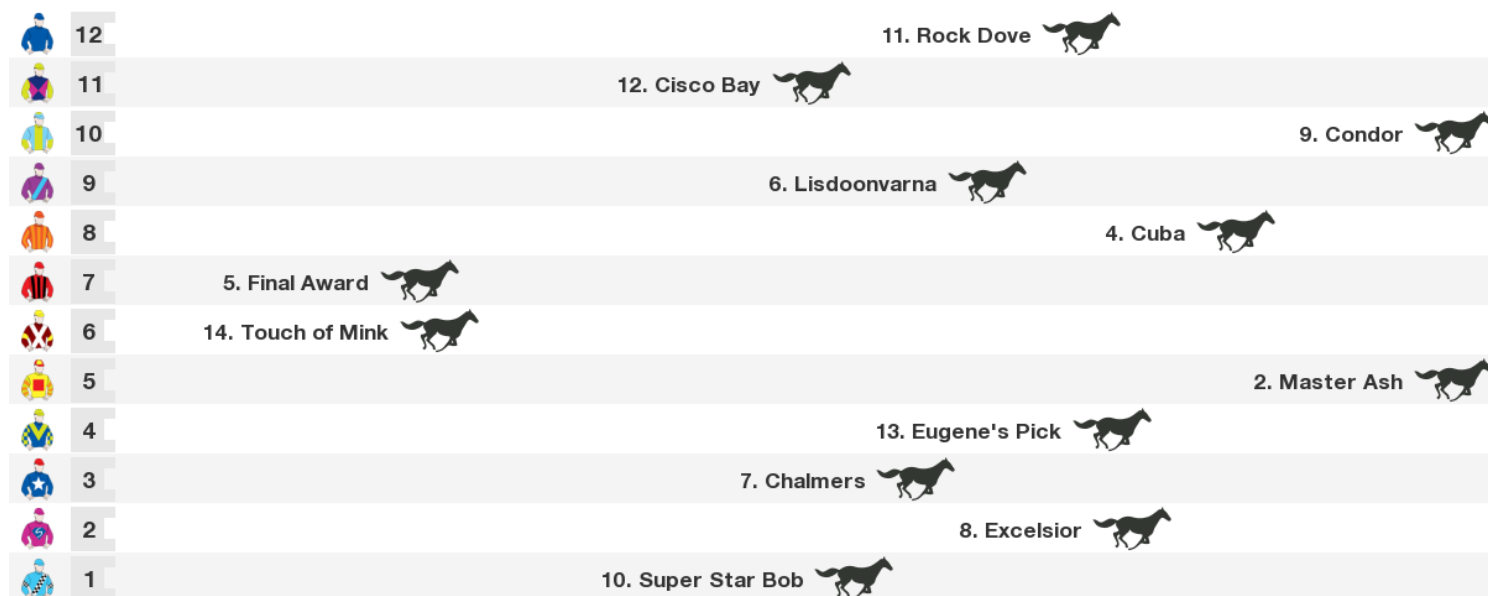 12 11. Rock Dove
11 12. Cisco Bay
10 9. Condor
9 6. Lisdoonvarna
8 4. Cuba
7 5. Final Award
6 14. Touch of Mink
5 2. Master Ash
4 13. Eugene's Pick
3 7. Chalmers
2 8. Excelsior
1 10. Super Star Bob